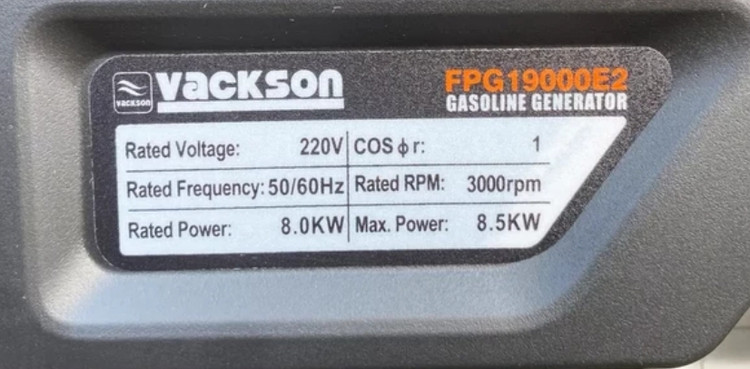 VACKSON
VACKSON
FPG19000E2
GASOLINE GENERATOR
Rated Voltage: 220V COS ϕ r: 1
Rated Frequency: 50/60Hz Rated RPM: 3000rpm
Rated Power: 8.0KW Max. Power: 8.5KW